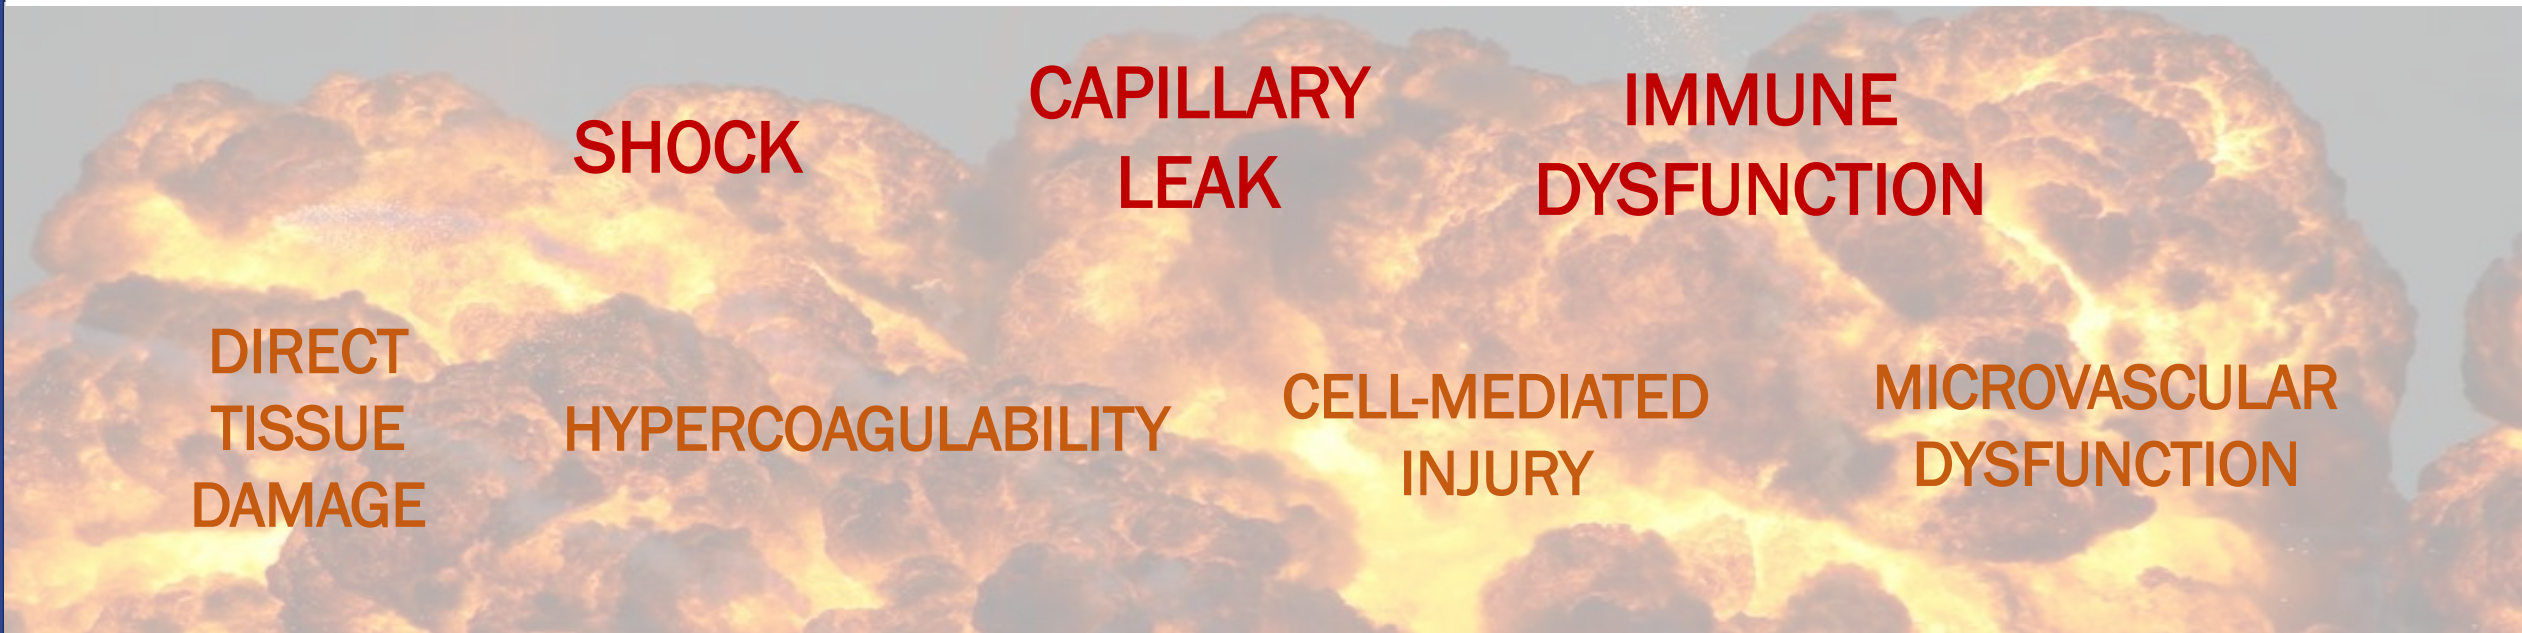 SHOCK
CAPILLARY
LEAK
IMMUNE
DYSFUNCTION
DIRECT
TISSUE
DAMAGE
HYPERCOAGULABILITY
CELL-MEDIATED
INJURY
MICROVASCULAR
DYSFUNCTION